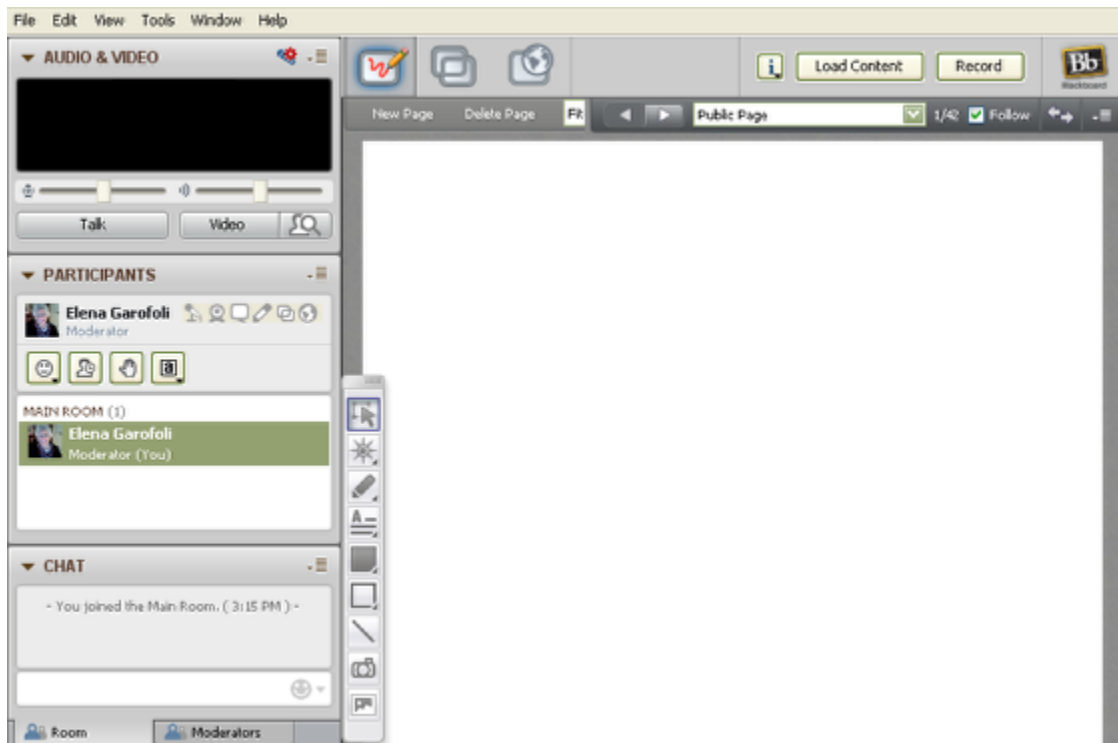 File Edit View Tools Window Help
AUDIO & VIDEO
Talk Video
PARTICIPANTS
Elena Garofoli
Moderator
MAIN ROOM (1)
Elena Garofoli
Moderator (You)
CHAT
- You joined the Main Room. ( 3:15 PM ) -
Room Moderators
Load Content Record
Bb
Blackboard
New Page Delete Page Public Page 1/42 Follow